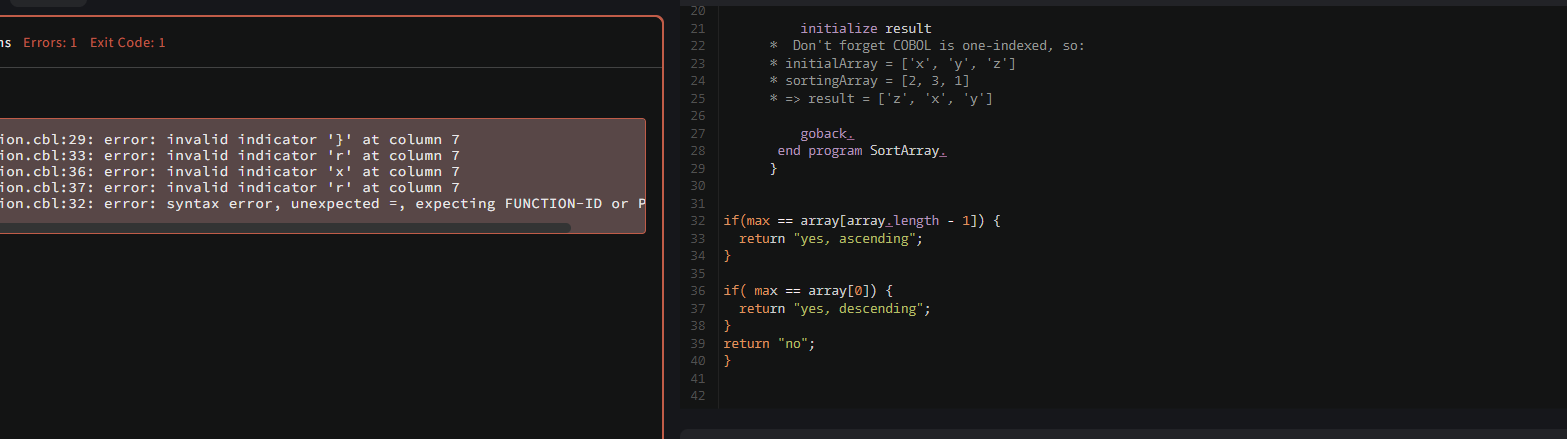 ns Errors: 1 Exit Code: 1
ion.cbl:29: error: invalid indicator '}' at column 7
ion.cbl:33: error: invalid indicator 'r' at column 7
ion.cbl:36: error: invalid indicator 'x' at column 7
ion.cbl:37: error: invalid indicator 'r' at column 7
ion.cbl:32: error: syntax error, unexpected =, expecting FUNCTION-ID or P
20
21 initialize result
22 * Don't forget COBOL is one-indexed, so:
23 * initialArray = ['x', 'y', 'z']
24 * sortingArray = [2, 3, 1]
25 * => result = ['z', 'x', 'y']
26
27 goback.
28 end program SortArray.
29 }
30
31
32 if(max == array[array.length - 1]) {
33 return "yes, ascending";
34 }
35
36 if( max == array[0]) {
37 return "yes, descending";
38 }
39 return "no";
40 }
41
42